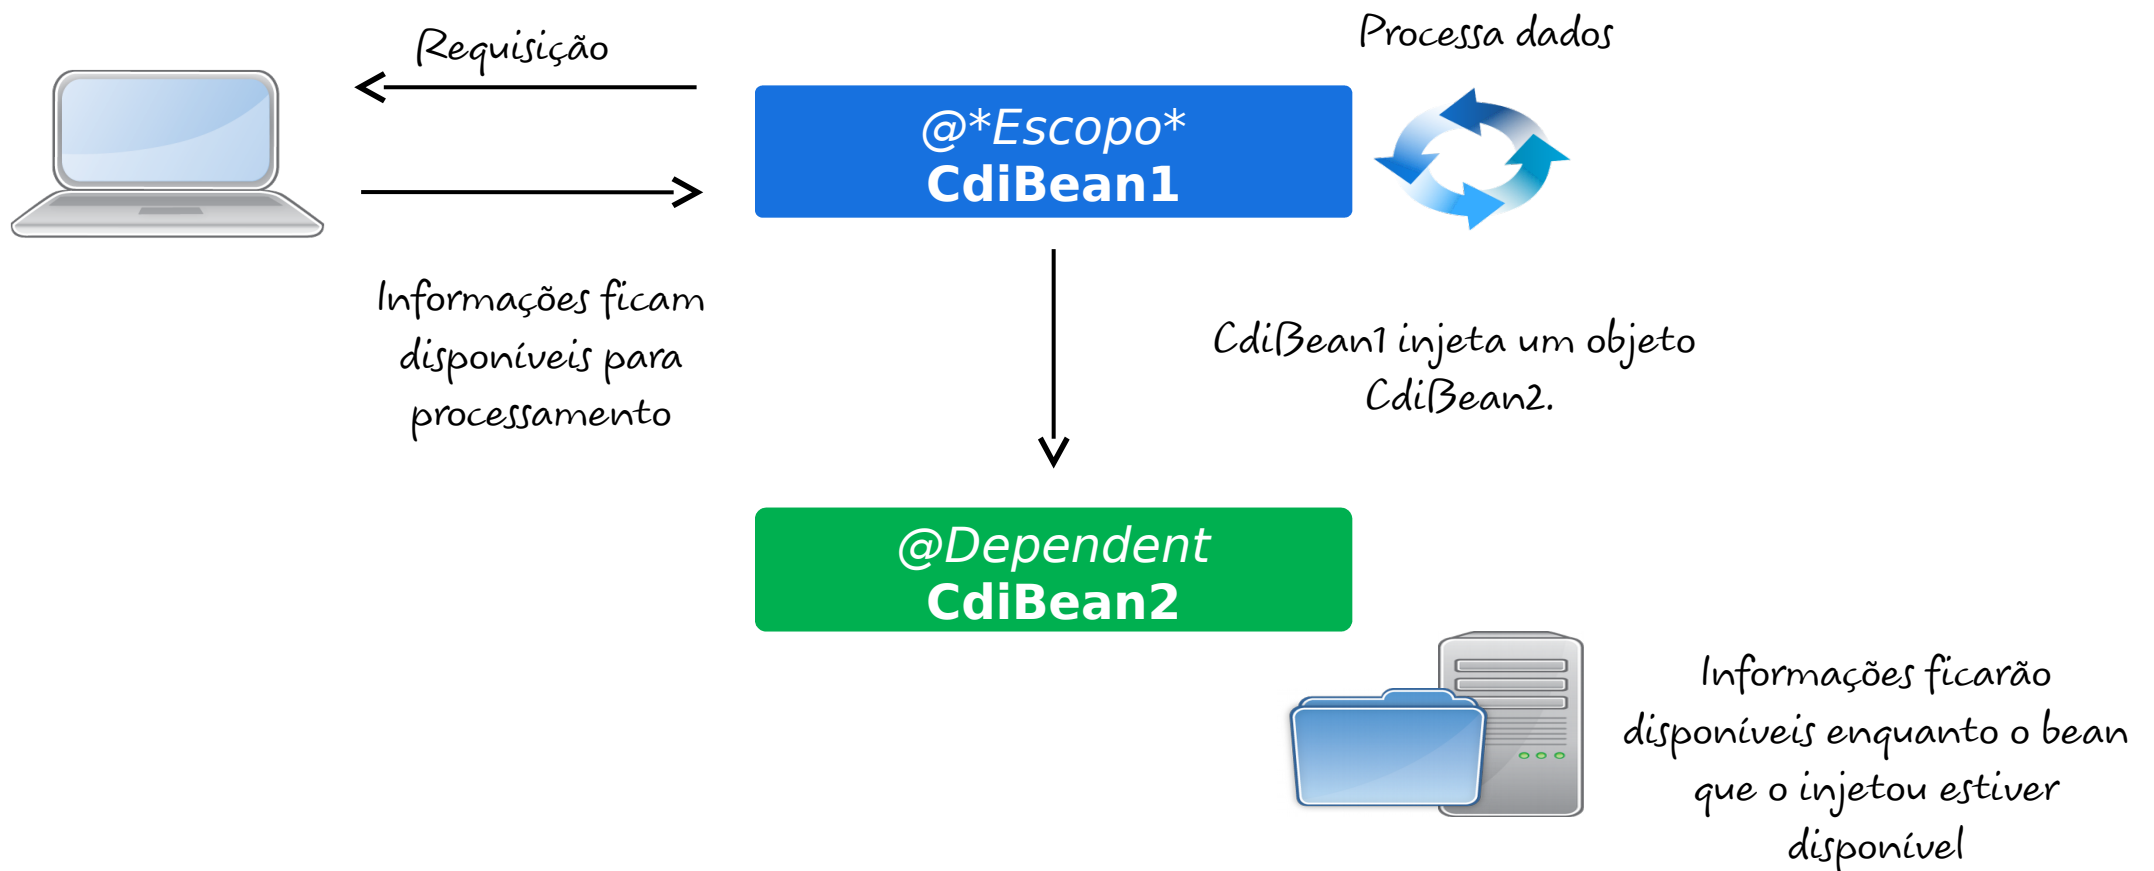 Requisição
Processa dados
@*Escopo*
CdiBean1
Informações ficam
disponíveis para
processamento
CdiBean1 injeta um objeto
CdiBean2.
@Dependent
CdiBean2
Informações ficarão
disponíveis enquanto o bean
que o injetou estiver
disponível